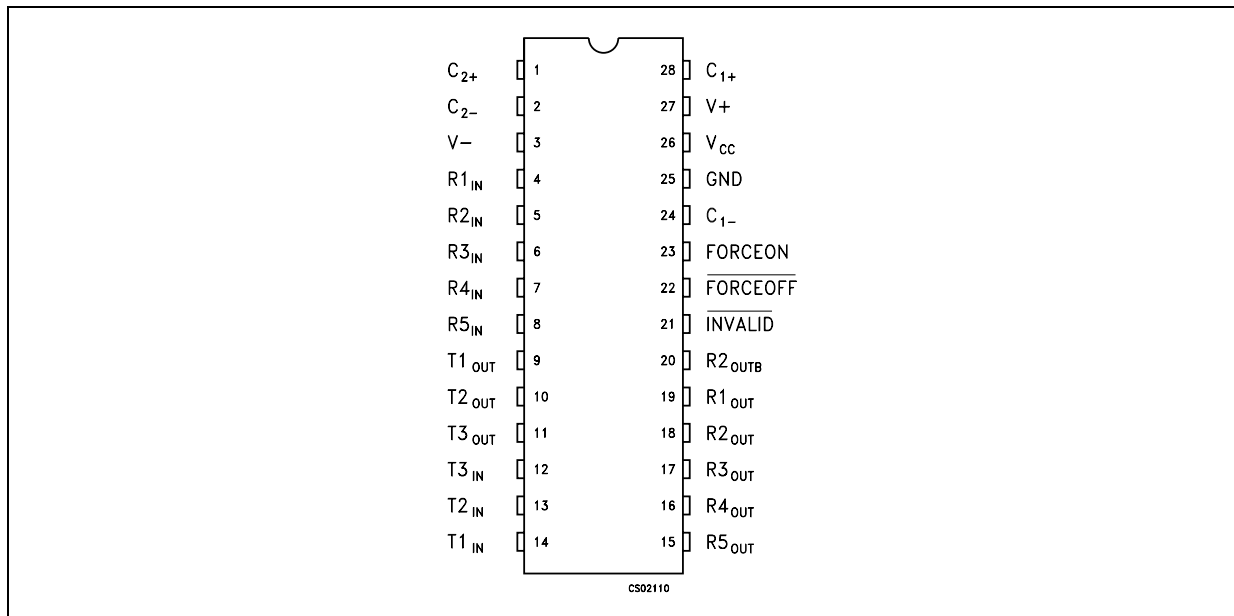 C2+ 1 28 C1+
C2- 2 27 V+
V- 3 26 VCC
R1IN 4 25 GND
R2IN 5 24 C1-
R3IN 6 23 FORCEON
R4IN 7 22 FORCEOFF
R5IN 8 21 INVALID
T1OUT 9 20 R2OUTB
T2OUT 10 19 R1OUT
T3OUT 11 18 R2OUT
T3IN 12 17 R3OUT
T2IN 13 16 R4OUT
T1IN 14 15 R5OUT
CS02110